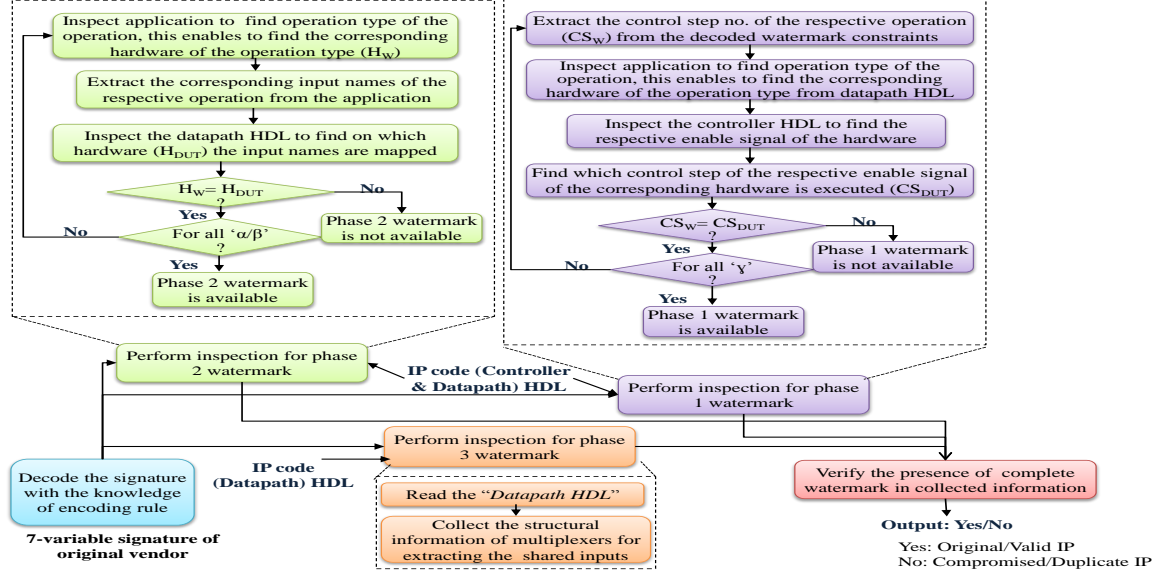 Inspect application to find operation type of the
operation, this enables to find the corresponding
hardware of the operation type (HW)
Extract the corresponding input names of the
respective operation from the application
Inspect the datapath HDL to find on which
hardware (HDUT) the input names are mapped
HW= HDUT
?
No
Yes
Phase 2 watermark
is not available
For all ‘α/β’
?
No
Yes
Phase 2 watermark
is available
Extract the control step no. of the respective operation
(CSW) from the decoded watermark constraints
Inspect application to find operation type of the
operation, this enables to find the corresponding
hardware of the operation type from datapath HDL
Inspect the controller HDL to find the
respective enable signal of the hardware
Find which control step of the respective enable signal
of the corresponding hardware is executed (CSDUT)
CSW= CSDUT
?
No
Yes
Phase 1 watermark
is not available
For all ‘γ’
?
No
Yes
Phase 1 watermark
is available
Perform inspection for phase
2 watermark
IP code (Controller
& Datapath) HDL
Perform inspection for phase
1 watermark
Perform inspection for phase
3 watermark
IP code
(Datapath) HDL
Decode the signature
with the knowledge
of encoding rule
7-variable signature of
original vendor
Read the “Datapath HDL”
Collect the structural
information of multiplexers for
extracting the shared inputs
Verify the presence of complete
watermark in collected information
Output: Yes/No
Yes: Original/Valid IP
No: Compromised/Duplicate IP